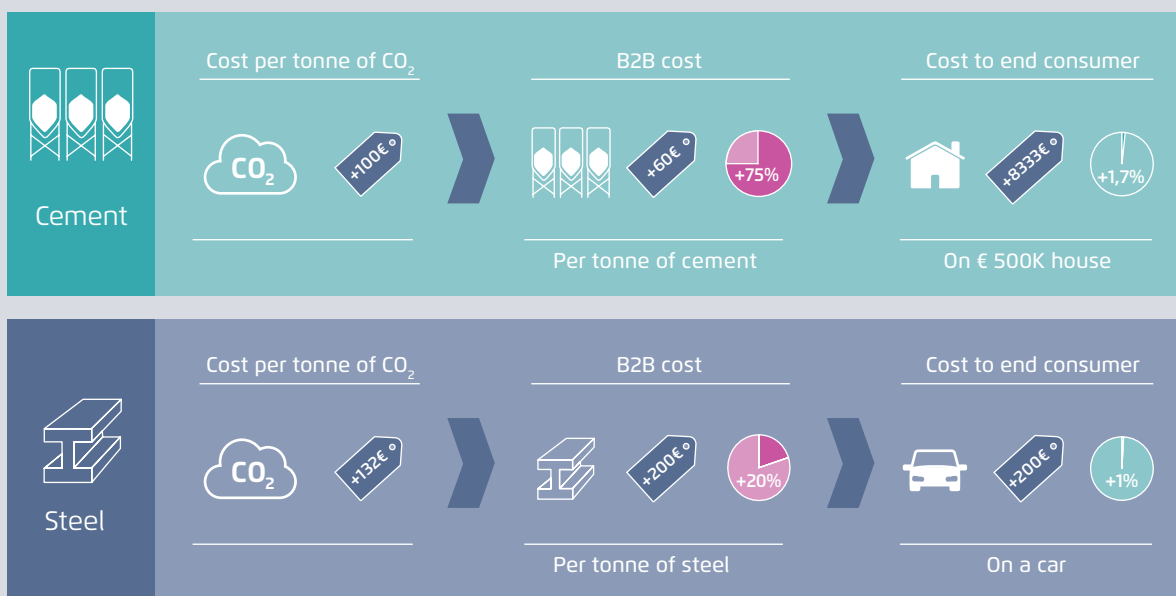 Cement
Cost per tonne of CO₂
CO₂
+100€
B2B cost
+60€
+75%
Per tonne of cement
Cost to end consumer
+8333€
+1,7%
On € 500K house
Steel
Cost per tonne of CO₂
CO₂
+132€
B2B cost
+200€
+20%
Per tonne of steel
Cost to end consumer
+200€
+1%
On a car